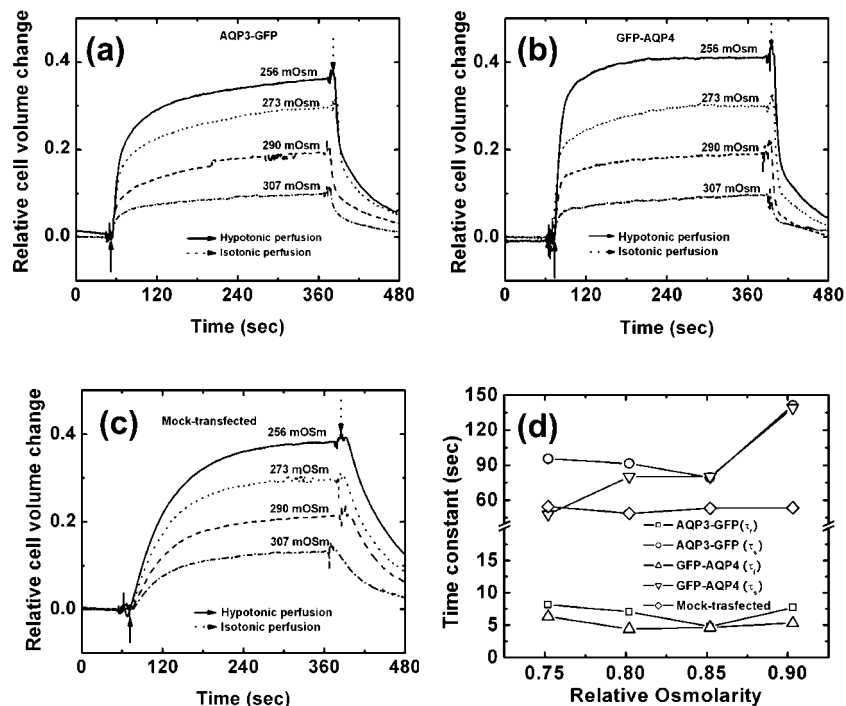 (a)
AQP3-GFP
Relative cell volume change
0.4
0.2
0.0
256 mOsm
273 mOsm
290 mOsm
307 mOsm
Hypotonic perfusion
Isotonic perfusion
0 120 240 360 480
Time (sec)
(b)
GFP-AQP4
Relative cell volume change
0.4
0.2
0.0
256 mOsm
273 mOsm
290 mOsm
307 mOsm
Hypotonic perfusion
Isotonic perfusion
0 120 240 360 480
Time (sec)
(c)
Mock-transfected
Relative cell volume change
0.4
0.2
0.0
256 mOSm
273 mOSm
290 mOSm
307 mOSm
Hypotonic perfusion
Isotonic perfusion
0 120 240 360 480
Time (sec)
(d)
Time constant (sec)
150
120
90
60
15
10
5
0
AQP3-GFP (τf)
AQP3-GFP (τs)
GFP-AQP4 (τf)
GFP-AQP4 (τs)
Mock-trasfected
0.75 0.80 0.85 0.90
Relative Osmolarity